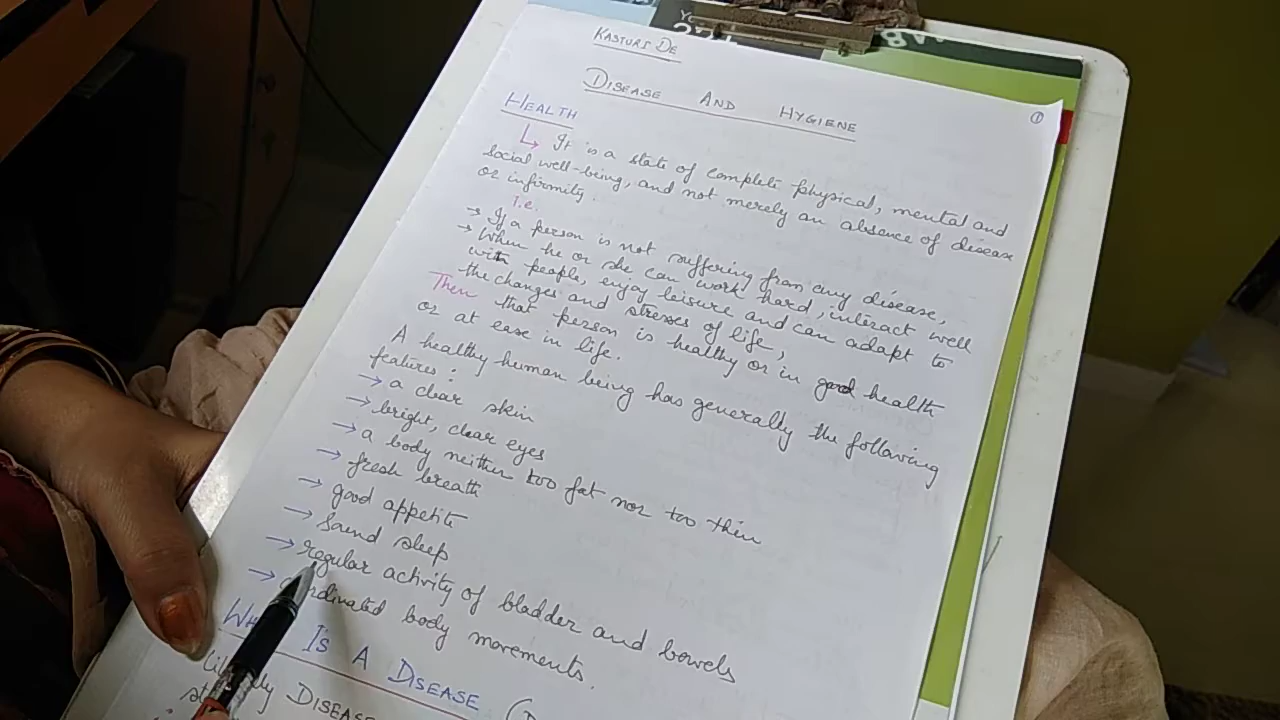 KASTURI DE
①
DISEASE AND HYGIENE
HEALTH
↳ It is a state of complete physical, mental and
social well-being, and not merely an absence of disease
or infirmity.
I.e.
→ If a person is not suffering from any disease,
→ When he or she can work hard, interact well
with people, enjoy leisure and can adapt to
the changes and stresses of life,
Then that person is healthy or in good health
or at ease in life.
A healthy human being has generally the following
features :
→ a clear skin
→ bright, clear eyes
→ a body neither too fat nor too thin
→ fresh breath
→ good appetite
→ Sound sleep
→ regular activity of bladder and bowels
→ body movements.
IS A DISEASE
DISEASE